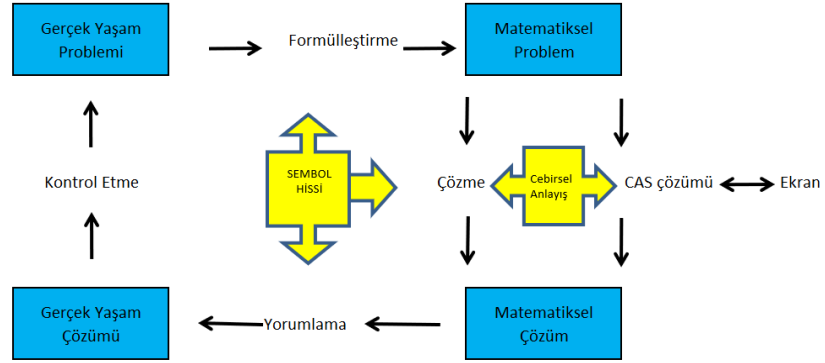 Gerçek Yaşam
Problemi
Formülleştirme
Matematiksel
Problem
Kontrol Etme
SEMBOL
HİSSİ
Çözme
Cebirsel
Anlayış
CAS çözümü
Ekran
Gerçek Yaşam
Çözümü
Yorumlama
Matematiksel
Çözüm